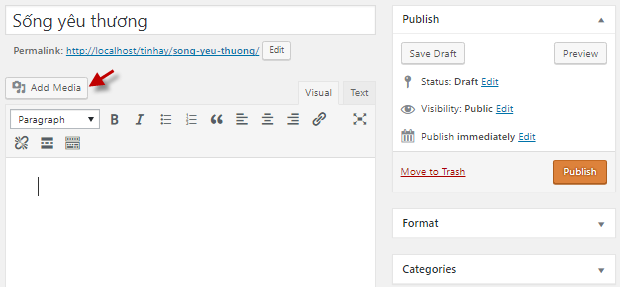 Sống yêu thương
Permalink: http://localhost/tinhay/song-yeu-thuong/ Edit
Add Media
Visual Text
Paragraph
Publish
Save Draft Preview
Status: Draft Edit
Visibility: Public Edit
Publish immediately Edit
Move to Trash Publish
Format
Categories